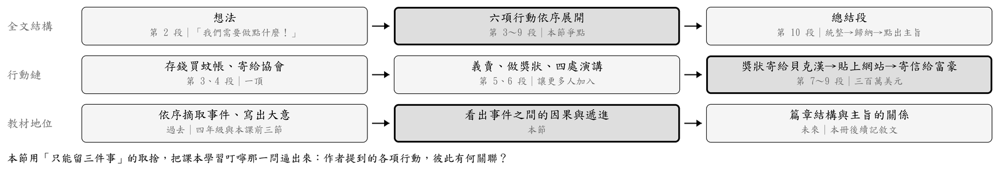 全文結構
想法
第 2 段│「我們需要做點什麼！」
六項行動依序展開
第 3～9 段│本節爭點
總結段
第 10 段│統整→歸納→點出主旨
行動鏈
存錢買蚊帳、寄給協會
第 3、4 段│一頂
義賣、做獎狀、四處演講
第 5、6 段│讓更多人加入
獎狀寄給貝克漢→貼上網站→寄信給富豪
第 7～9 段│三百萬美元
教材地位
依序摘取事件、寫出大意
過去│四年級與本課前三節
看出事件之間的因果與遞進
本節
篇章結構與主旨的關係
未來│本冊後續記敘文
本節用「只能留三件事」的取捨，把課本學習叮嚀那一問逼出來：作者提到的各項行動，彼此有何關聯？